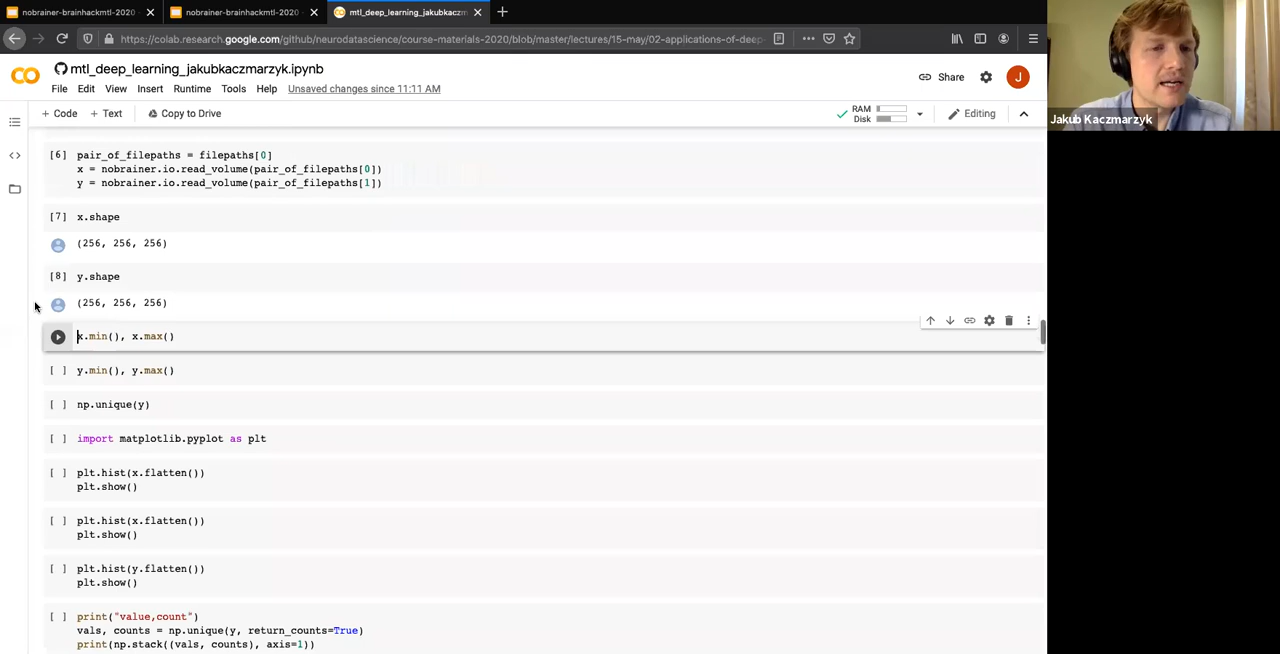 nobrainer-brainhackmtl-2020
nobrainer-brainhackmtl-2020
mtl_deep_learning_jakubkaczm
https://colab.research.google.com/github/neurodatascience/course-materials-2020/blob/master/lectures/15-may/02-applications-of-deep-
mtl_deep_learning_jakubkaczmarzyk.ipynb
Share
J
File Edit View Insert Runtime Tools Help Unsaved changes since 11:11 AM
+ Code + Text Copy to Drive
RAM
Disk
Editing
Jakub Kaczmarzyk
[6] pair_of_filepaths = filepaths[0]
x = nobrainer.io.read_volume(pair_of_filepaths[0])
y = nobrainer.io.read_volume(pair_of_filepaths[1])
[7] x.shape
(256, 256, 256)
[8] y.shape
(256, 256, 256)
x.min(), x.max()
[ ] y.min(), y.max()
[ ] np.unique(y)
[ ] import matplotlib.pyplot as plt
[ ] plt.hist(x.flatten())
plt.show()
[ ] plt.hist(x.flatten())
plt.show()
[ ] plt.hist(y.flatten())
plt.show()
[ ] print("value,count")
vals, counts = np.unique(y, return_counts=True)
print(np.stack((vals, counts), axis=1))